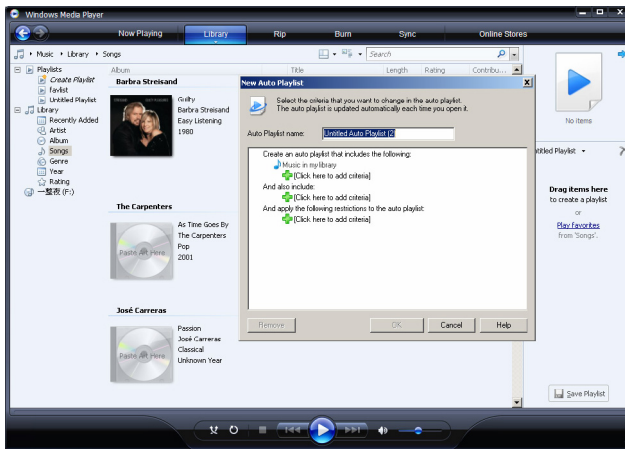 Windows Media Player
Now Playing Library Rip Burn Sync Online Stores
Music Library Songs
Search
Playlists
Create Playlist
favlist
Untitled Playlist
Library
Recently Added
Artist
Album
Songs
Genre
Year
Rating
一整夜 (F:)
Album Title Length Rating Contribu...
Barbra Streisand
Guilty
Barbra Streisand
Easy Listening
1980
The Carpenters
Paste Art Here
As Time Goes By
The Carpenters
Pop
2001
José Carreras
Paste Art Here
Passion
José Carreras
Classical
Unknown Year
New Auto Playlist
Select the criteria that you want to change in the auto playlist.
The auto playlist is updated automatically each time you open it.
Auto Playlist name: Untitled Auto Playlist (2)
Create an auto playlist that includes the following:
Music in my library
[Click here to add criteria]
And also include:
[Click here to add criteria]
And apply the following restrictions to the auto playlist:
[Click here to add criteria]
Remove OK Cancel Help
No items
ntitled Playlist
Drag items here
to create a playlist
or
Play favorites
from 'Songs'.
Save Playlist